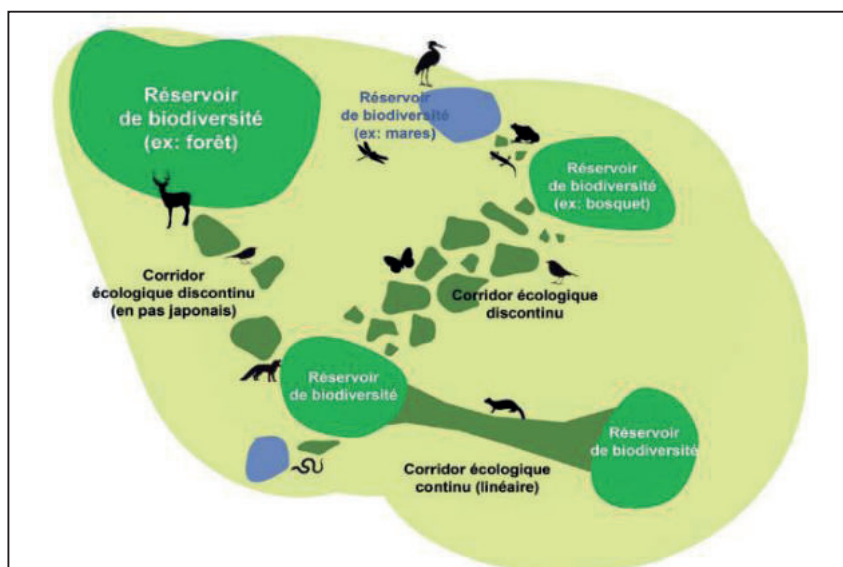 Réservoir
de biodiversité
(ex: forêt)
Réservoir
de biodiversité
(ex: mares)
Réservoir
de biodiversité
(ex: bosquet)
Corridor
écologique discontinu
(en pas japonais)
Corridor écologique
discontinu
Réservoir
de biodiversité
Réservoir
de biodiversité
Corridor écologique
continu (linéaire)